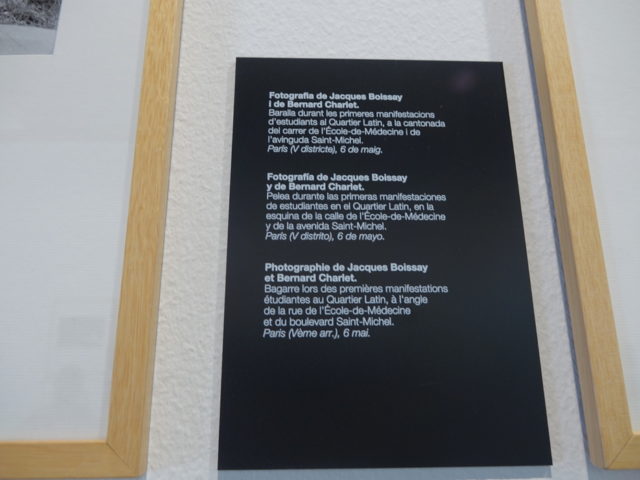 Fotografia de Jacques Boissay
i de Bernard Charlet.
Baralla durant les primeres manifestacions
d'estudiants al Quartier Latin, a la cantonada
del carrer de l'École-de-Médecine i de
l'avinguda Saint-Michel.
París (V districte), 6 de maig.
Fotografía de Jacques Boissay
y de Bernard Charlet.
Pelea durante las primeras manifestaciones
de estudiantes en el Quartier Latin, en la
esquina de la calle de l'École-de-Médecine
y de la avenida Saint-Michel.
París (V distrito), 6 de mayo.
Photographie de Jacques Boissay
et Bernard Charlet.
Bagarre lors des premières manifestations
étudiantes au Quartier Latin, à l'angle
de la rue de l'École-de-Médecine
et du boulevard Saint-Michel.
Paris (Vème arr.), 6 mai.